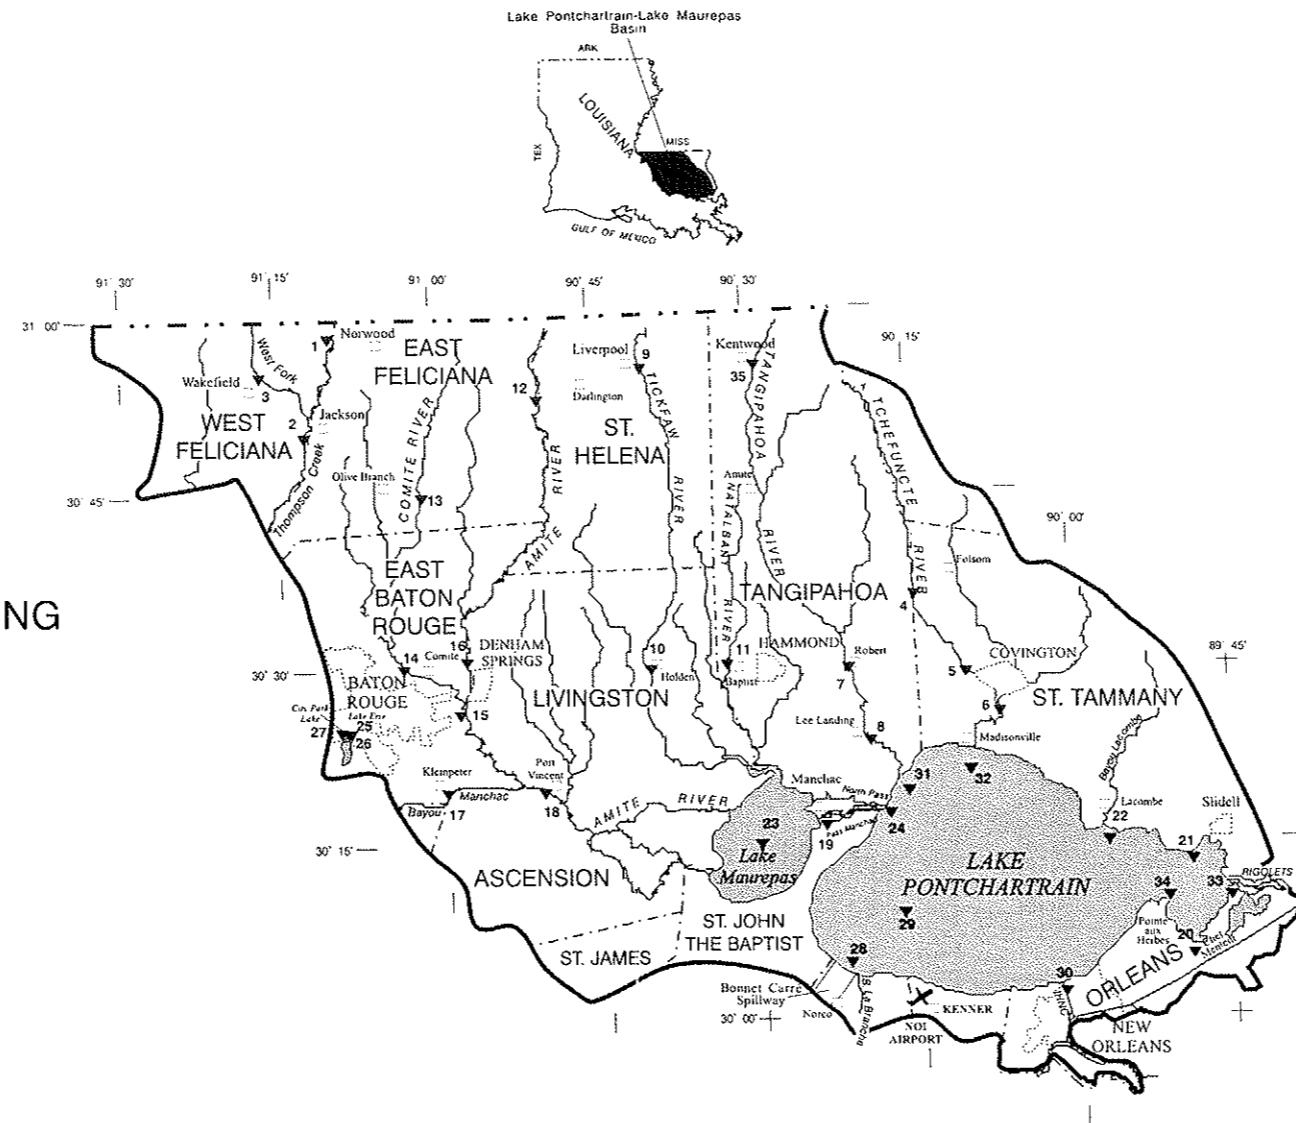 Lake Pontchartrain-Lake Maurepas
Basin
ARK
LOUISIANA
TEX
MISS
GULF OF MEXICO
91° 30'
91° 15'
91° 00'
90° 45'
90° 30'
31° 00'
90° 15'
1
Norwood
West Fork
EAST
FELICIANA
Liverpool
9
Kentwood
35
Wakefield
3
12
Darlington
TICKFAW
RIVER
TANGIPAHOA
RIVER
TCHEFUNCTE
RIVER
WEST
FELICIANA
2
Jackson
COMITE RIVER
ST.
HELENA
Thompson Creek
Olive Branch
13
AMITE
RIVER
NATALBANY
RIVER
30° 45'
90° 00'
Folsom
EAST
BATON
ROUGE
TANGIPAHOA
4
NG
16
DENHAM
SPRINGS
HAMMOND
14
Comite
10
11
Robert
COVINGTON
89° 45'
30° 30'
BATON
ROUGE
LIVINGSTON
Holden
Baptist
7
5
ST. TAMMANY
City Park
Lake
27
25
26
15
Lee Landing
8
6
Madisonville
Bayou Lacombe
Klempeter
Port
Vincent
Manchac
North Pass
31
32
Lacombe
Slidell
Bayou
Manchac
17
18
AMITE
RIVER
23
19
Pass Manchac
24
22
21
30° 15'
Lake
Maurepas
LAKE
PONTCHARTRAIN
34
33
RIGOLETS
ASCENSION
ST. JOHN
THE BAPTIST
29
Pointe
aux
Herbes
20
Chef
Menteur
ST. JAMES
28
30
ORLEANS
Bonnet Carré
Spillway
Norco
B. La Branche
KENNER
IHNC
30° 00'
NOI
AIRPORT
NEW
ORLEANS